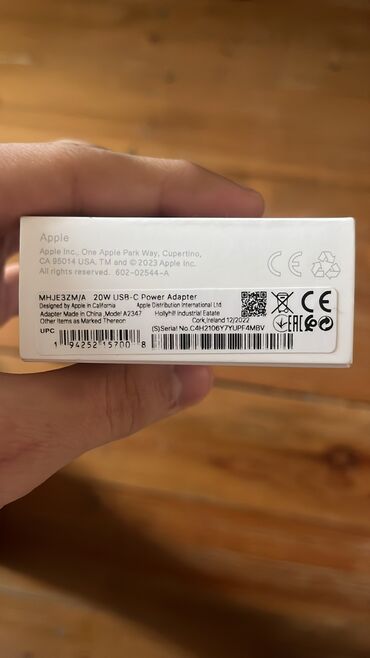 Apple
Apple Inc., One Apple Park Way, Cupertino,
CA 95014 USA. TM and © 2023 Apple Inc.
All rights reserved. 602-02544-A
MHJE3ZM/A 20W USB-C Power Adapter
Designed by Apple in California Apple Distribution International Ltd.
Adapter Made in China ,Model A2347 Hollyhill Industrial Estate
Other Items as Marked Thereon Cork,Ireland 12/2022
UPC (S)Serial No.C4H2106Y7YUPF4MBV
1 94252 15700 8
CE
CE
EAC